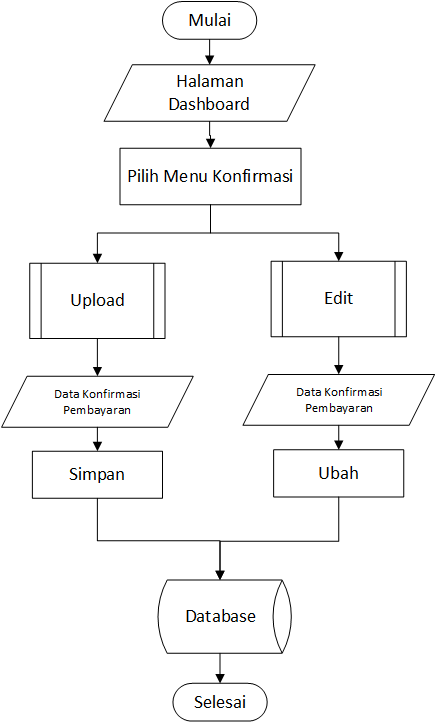 Mulai
Halaman
Dashboard
Pilih Menu Konfirmasi
Upload
Edit
Data Konfirmasi
Pembayaran
Data Konfirmasi
Pembayaran
Simpan
Ubah
Database
Selesai